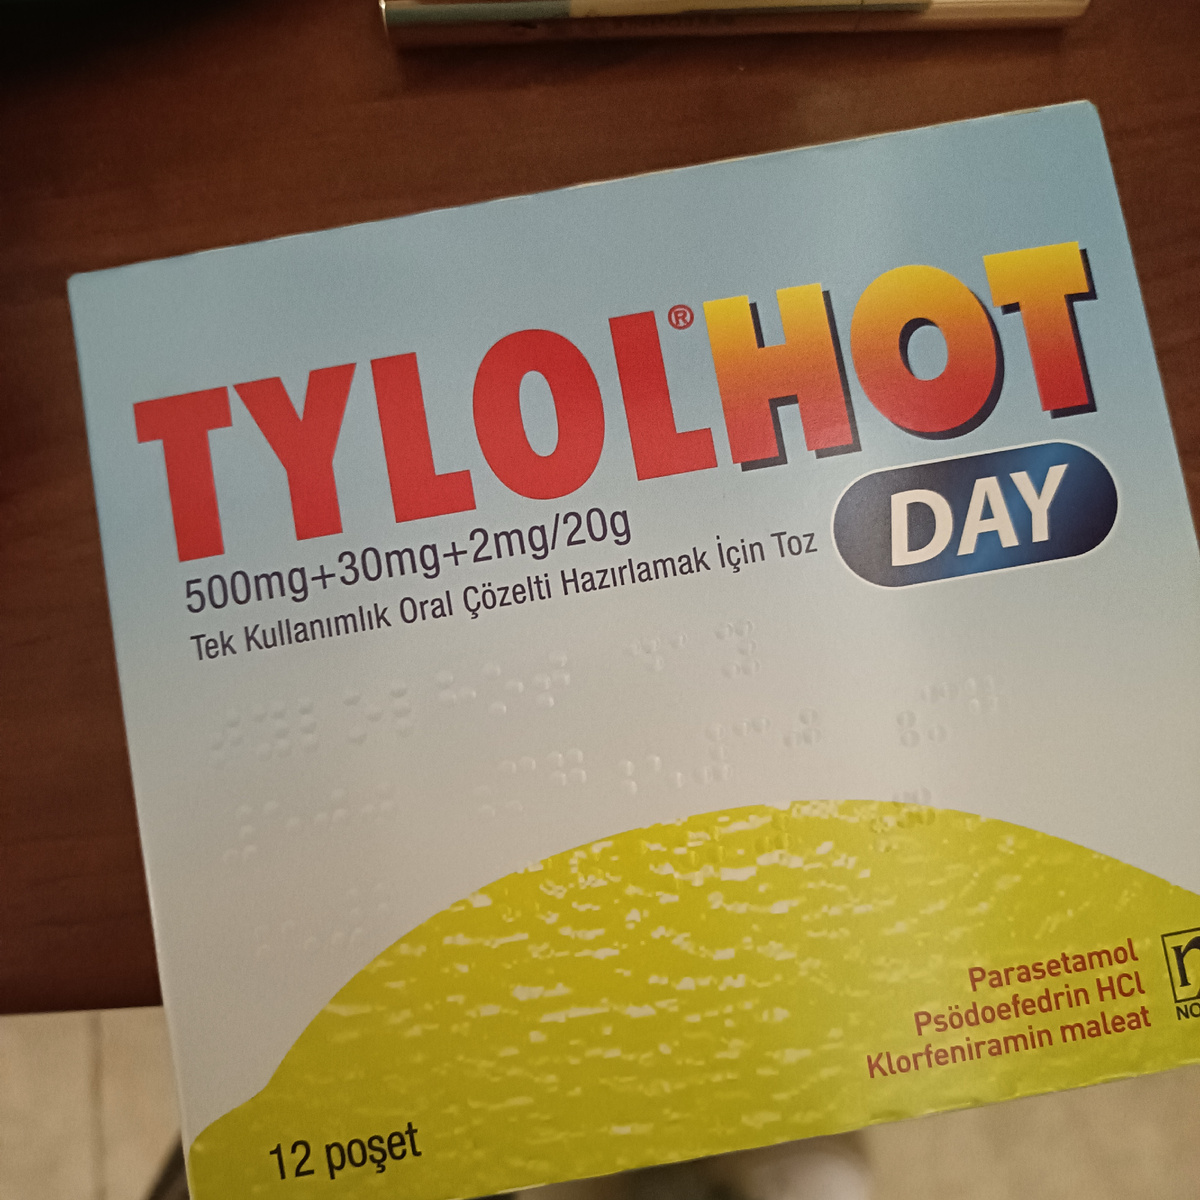 TYLOL®HOT
DAY
500mg+30mg+2mg/20g
Tek Kullanımlık Oral Çözelti Hazırlamak İçin Toz
Parasetamol
Psödoefedrin HCl
Klorfeniramin maleat
12 poşet